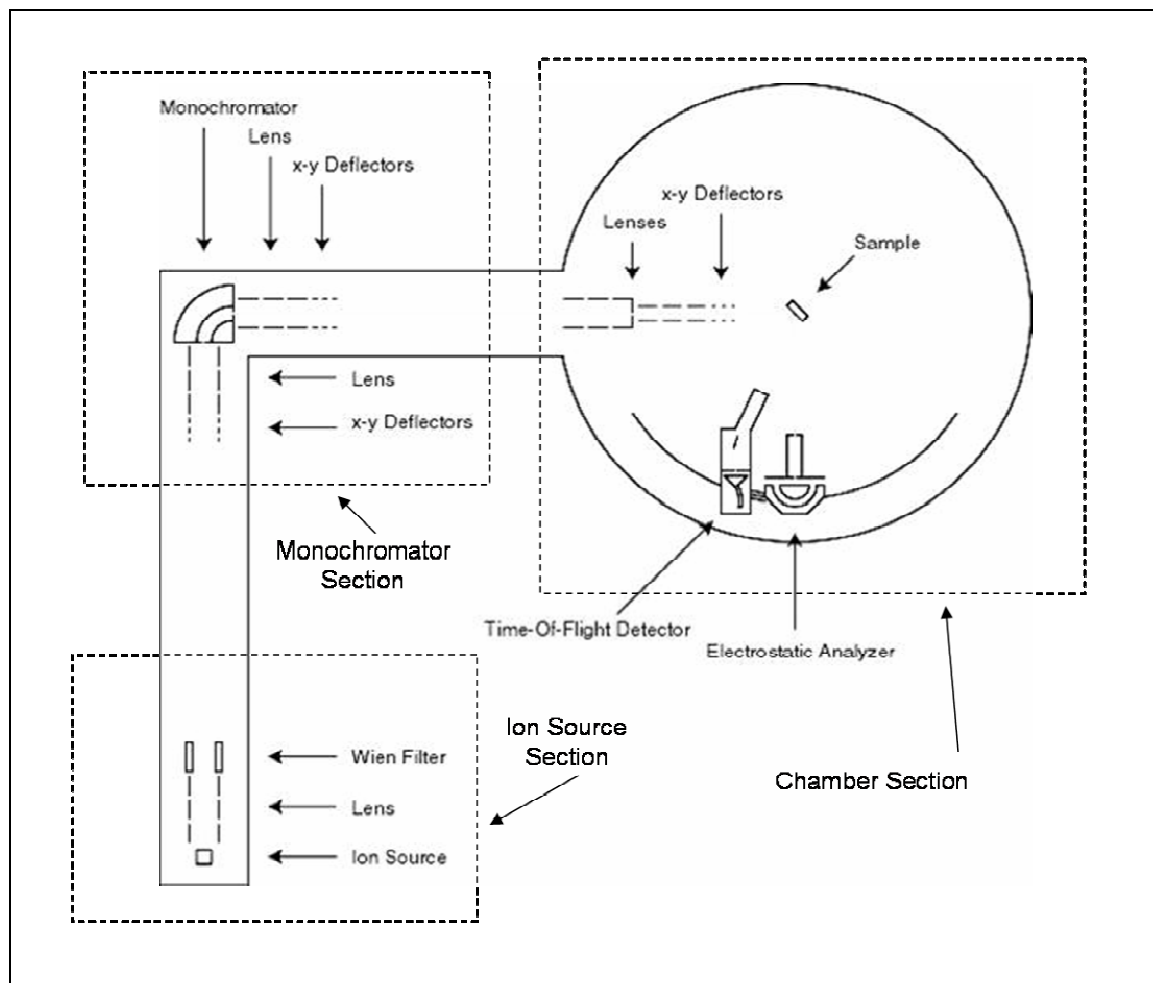 Monochromator
Lens
x-y Deflectors
x-y Deflectors
Lenses
Sample
Lens
x-y Deflectors
Monochromator
Section
Time-Of-Flight Detector
Electrostatic Analyzer
Ion Source
Section
Wien Filter
Chamber Section
Lens
Ion Source